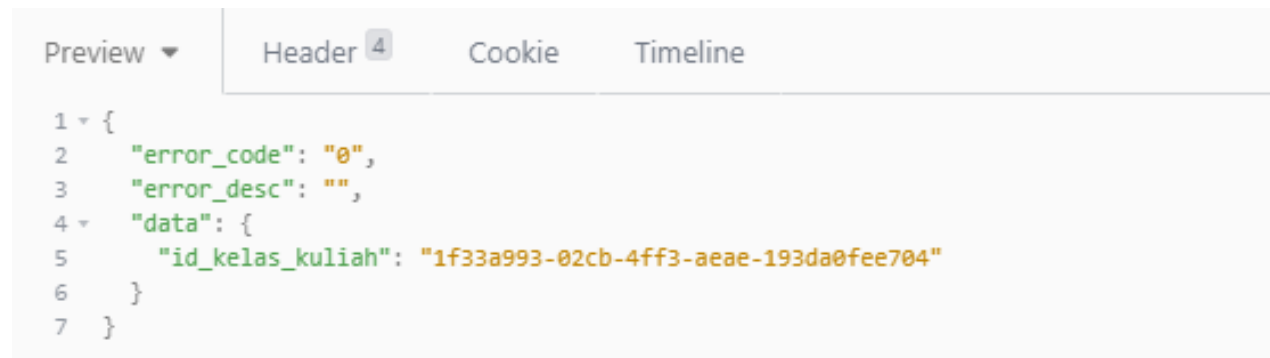 Preview Header 4 Cookie Timeline
1 {
2 "error_code": "0",
3 "error_desc": "",
4 "data": {
5 "id_kelas_kuliah": "1f33a993-02cb-4ff3-aeae-193da0fee704"
6 }
7 }